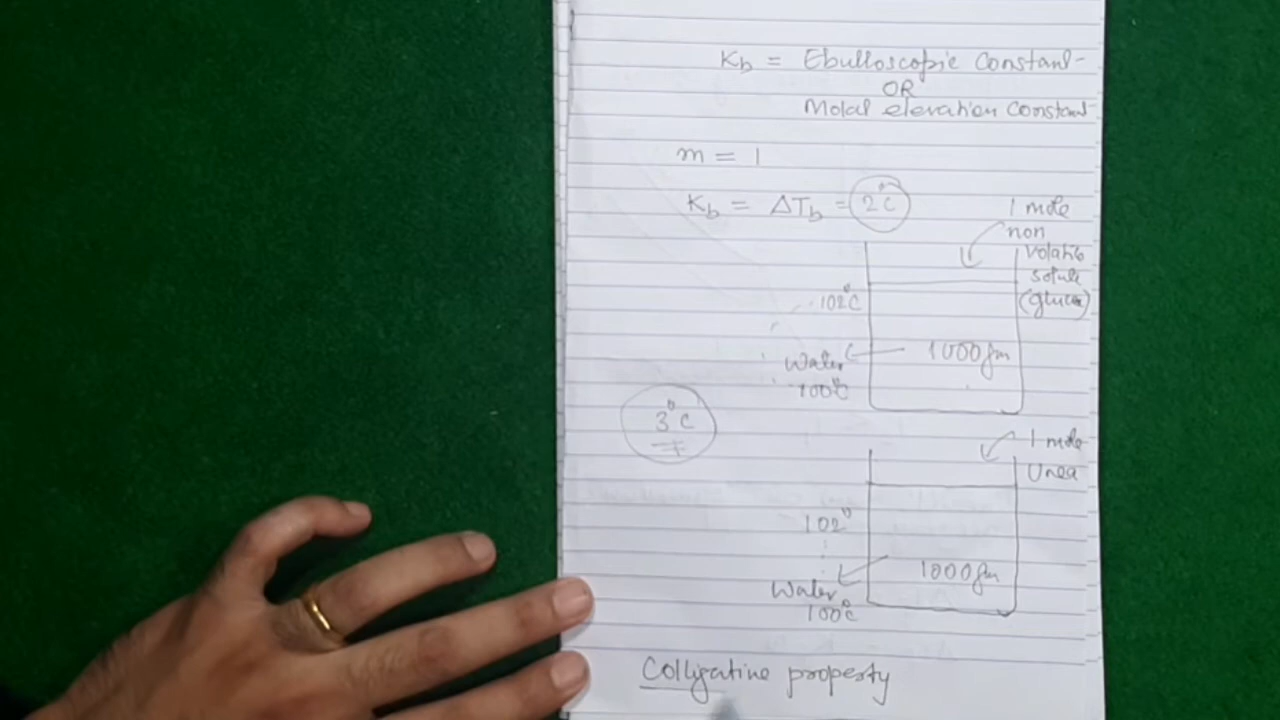 Kb = Ebulloscopic Constant
OR
Molal elevation Constant
m = 1
Kb = ΔTb = 2°C
1 mole
non
volatile
solute
(glucose)
102°C
1000 gm
Water
100°C
3°C
1 mole
Urea
102°
1000 gm
Water
100°C
Colligative property